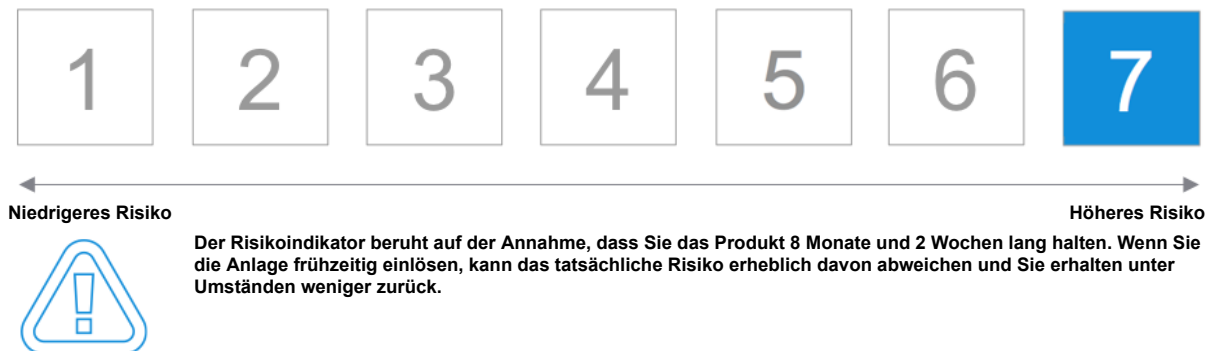 1 2 3 4 5 6 7
Niedrigeres Risiko Höheres Risiko
Der Risikoindikator beruht auf der Annahme, dass Sie das Produkt 8 Monate und 2 Wochen lang halten. Wenn Sie
die Anlage frühzeitig einlösen, kann das tatsächliche Risiko erheblich davon abweichen und Sie erhalten unter
Umständen weniger zurück.